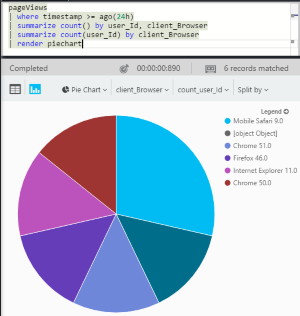 pageViews
| where timestamp >= ago(24h)
| summarize count() by user_Id, client_Browser
| summarize count(user_Id) by client_Browser
| render piechart
Completed 00:00:00:890 6 records matched
Pie Chart client_Browser count_user_Id Split by
Legend
Mobile Safari 9.0
[object Object]
Chrome 51.0
Firefox 46.0
Internet Explorer 11.0
Chrome 50.0